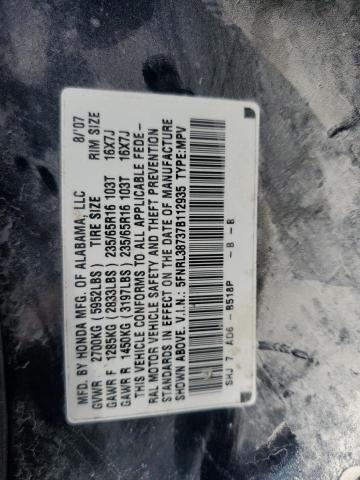 MFD. BY HONDA MFG. OF ALABAMA, LLC 8/'07
GVWR 2700KG (5952LBS) TIRE SIZE RIM SIZE
GAWR F 1285KG (2833LBS) 235/65R16 103T 16X7J
GAWR R 1450KG (3197LBS) 235/65R16 103T 16X7J
THIS VEHICLE CONFORMS TO ALL APPLICABLE FEDE-
RAL MOTOR VEHICLE SAFETY AND THEFT PREVENTION
STANDARDS IN EFFECT ON THE DATE OF MANUFACTURE
SHOWN ABOVE. V.I.N.: 5FNRL38737B112935 TYPE:MPV
SHJ 7 AD6 - B518P - B - B